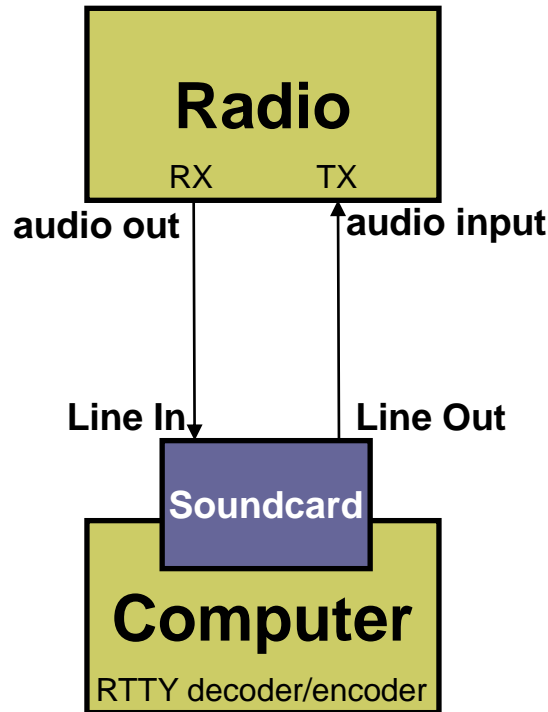 Radio
RX TX
audio out audio input
Line In Line Out
Soundcard
Computer
RTTY decoder/encoder